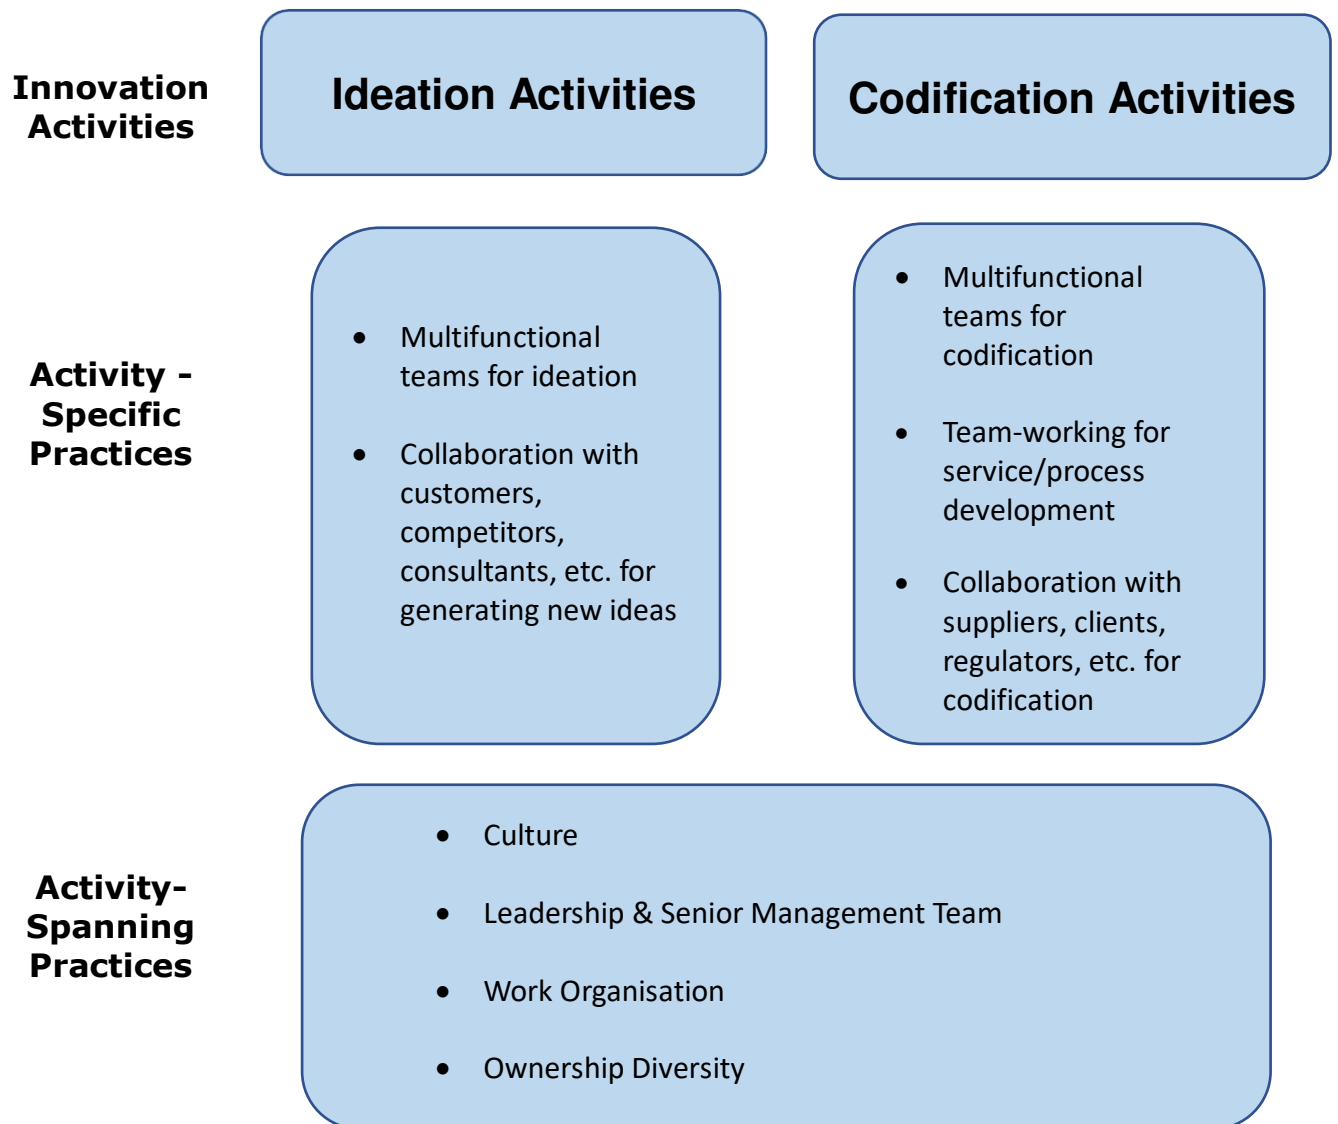 Innovation
Activities
Ideation Activities
Codification Activities
Activity -
Specific
Practices
• Multifunctional
teams for ideation
• Collaboration with
customers,
competitors,
consultants, etc. for
generating new ideas
• Multifunctional
teams for
codification
• Team-working for
service/process
development
• Collaboration with
suppliers, clients,
regulators, etc. for
codification
Activity-
Spanning
Practices
• Culture
• Leadership & Senior Management Team
• Work Organisation
• Ownership Diversity